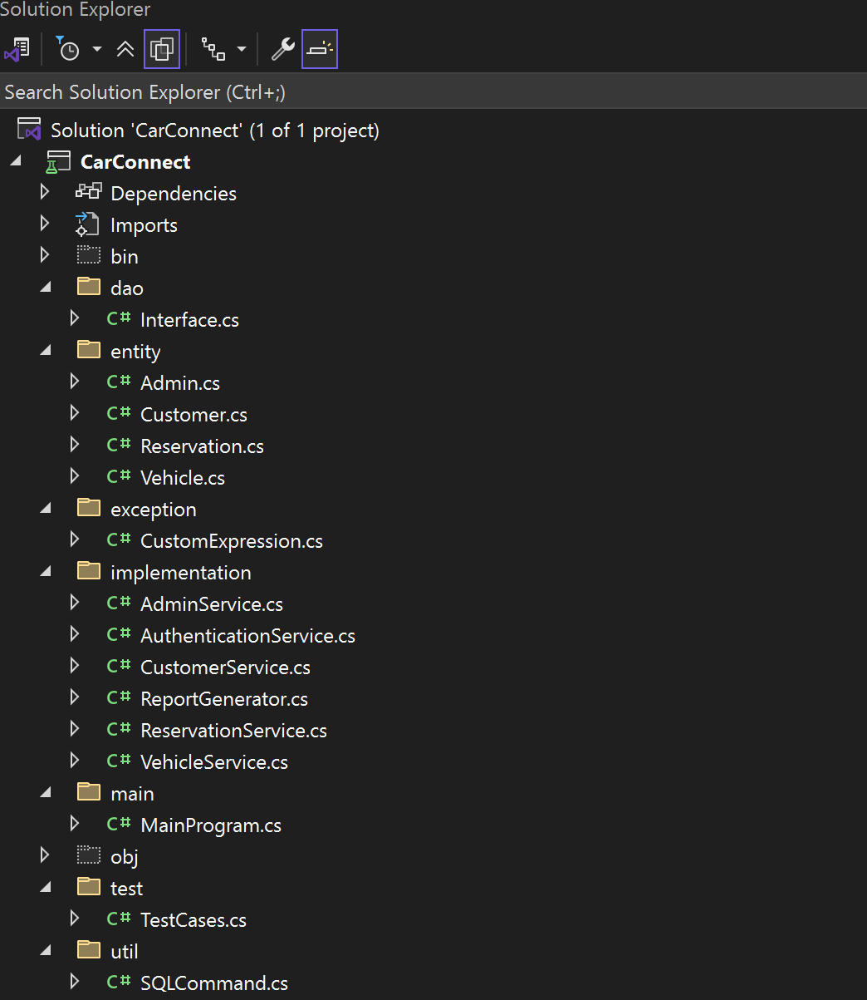 Solution Explorer
Search Solution Explorer (Ctrl+;)
Solution 'CarConnect' (1 of 1 project)
CarConnect
Dependencies
Imports
bin
dao
C# Interface.cs
entity
C# Admin.cs
C# Customer.cs
C# Reservation.cs
C# Vehicle.cs
exception
C# CustomExpression.cs
implementation
C# AdminService.cs
C# AuthenticationService.cs
C# CustomerService.cs
C# ReportGenerator.cs
C# ReservationService.cs
C# VehicleService.cs
main
C# MainProgram.cs
obj
test
C# TestCases.cs
util
C# SQLCommand.cs